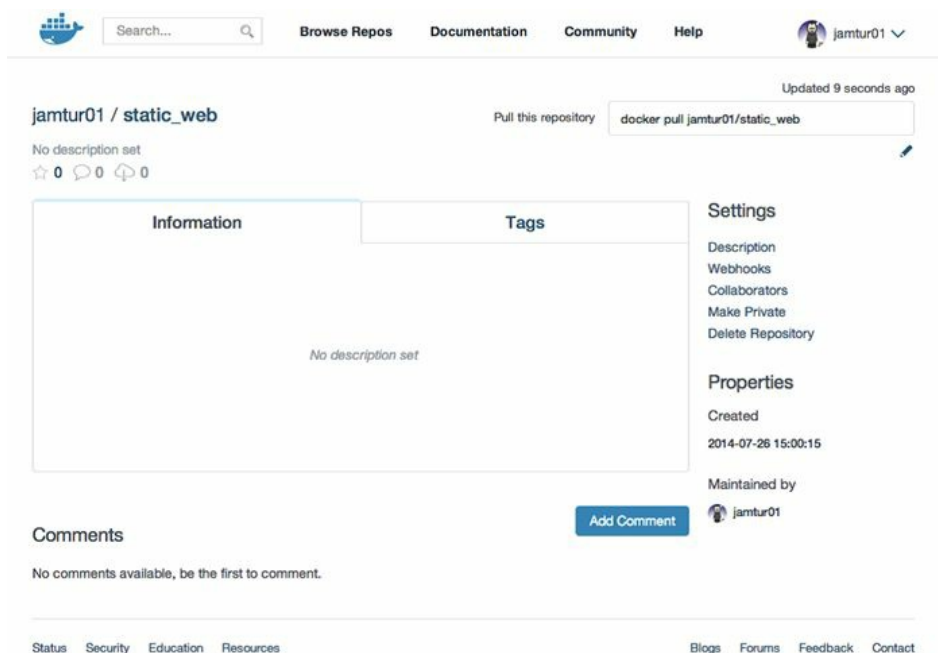 Search...
Browse Repos
Documentation
Community
Help
jamtur01
Updated 9 seconds ago
jamtur01 / static_web
Pull this repository
docker pull jamtur01/static_web
No description set
0 0 0
Information
Tags
No description set
Settings
Description
Webhooks
Collaborators
Make Private
Delete Repository
Properties
Created
2014-07-26 15:00:15
Maintained by
jamtur01
Add Comment
Comments
No comments available, be the first to comment.
Status Security Education Resources
Blogs Forums Feedback Contact